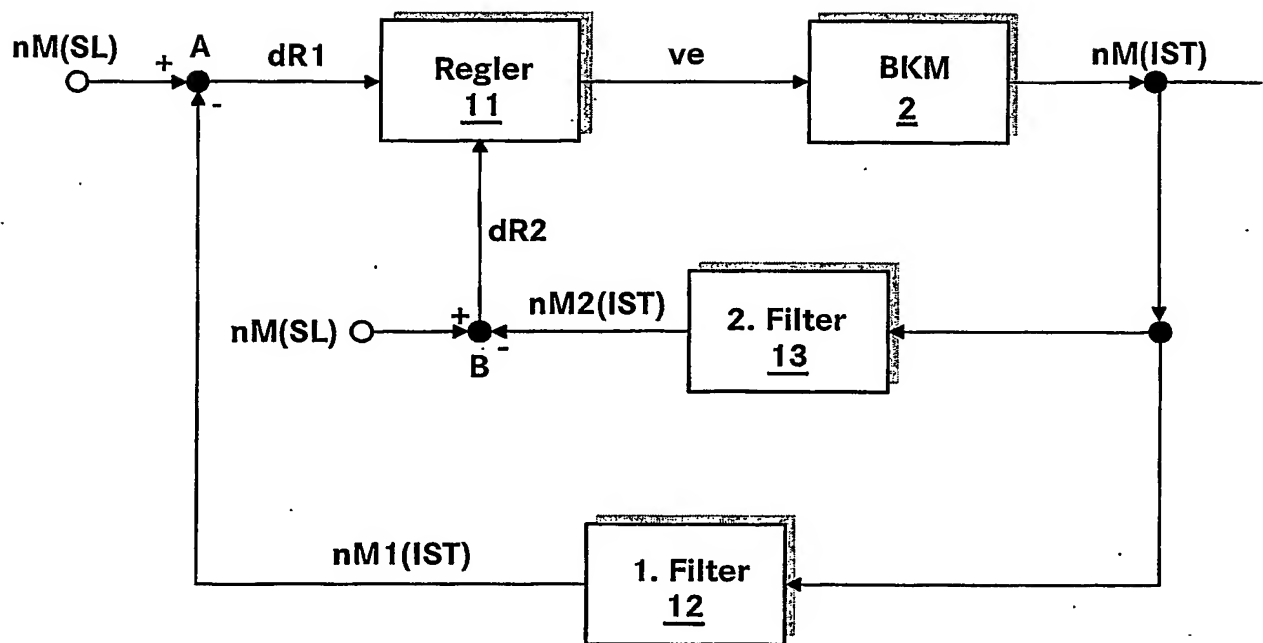 nM(SL)
+
A
-
dR1
Regler
11
ve
BKM
2
nM(IST)
dR2
nM(SL)
+
-
B
nM2(IST)
2. Filter
13
nM1(IST)
1. Filter
12